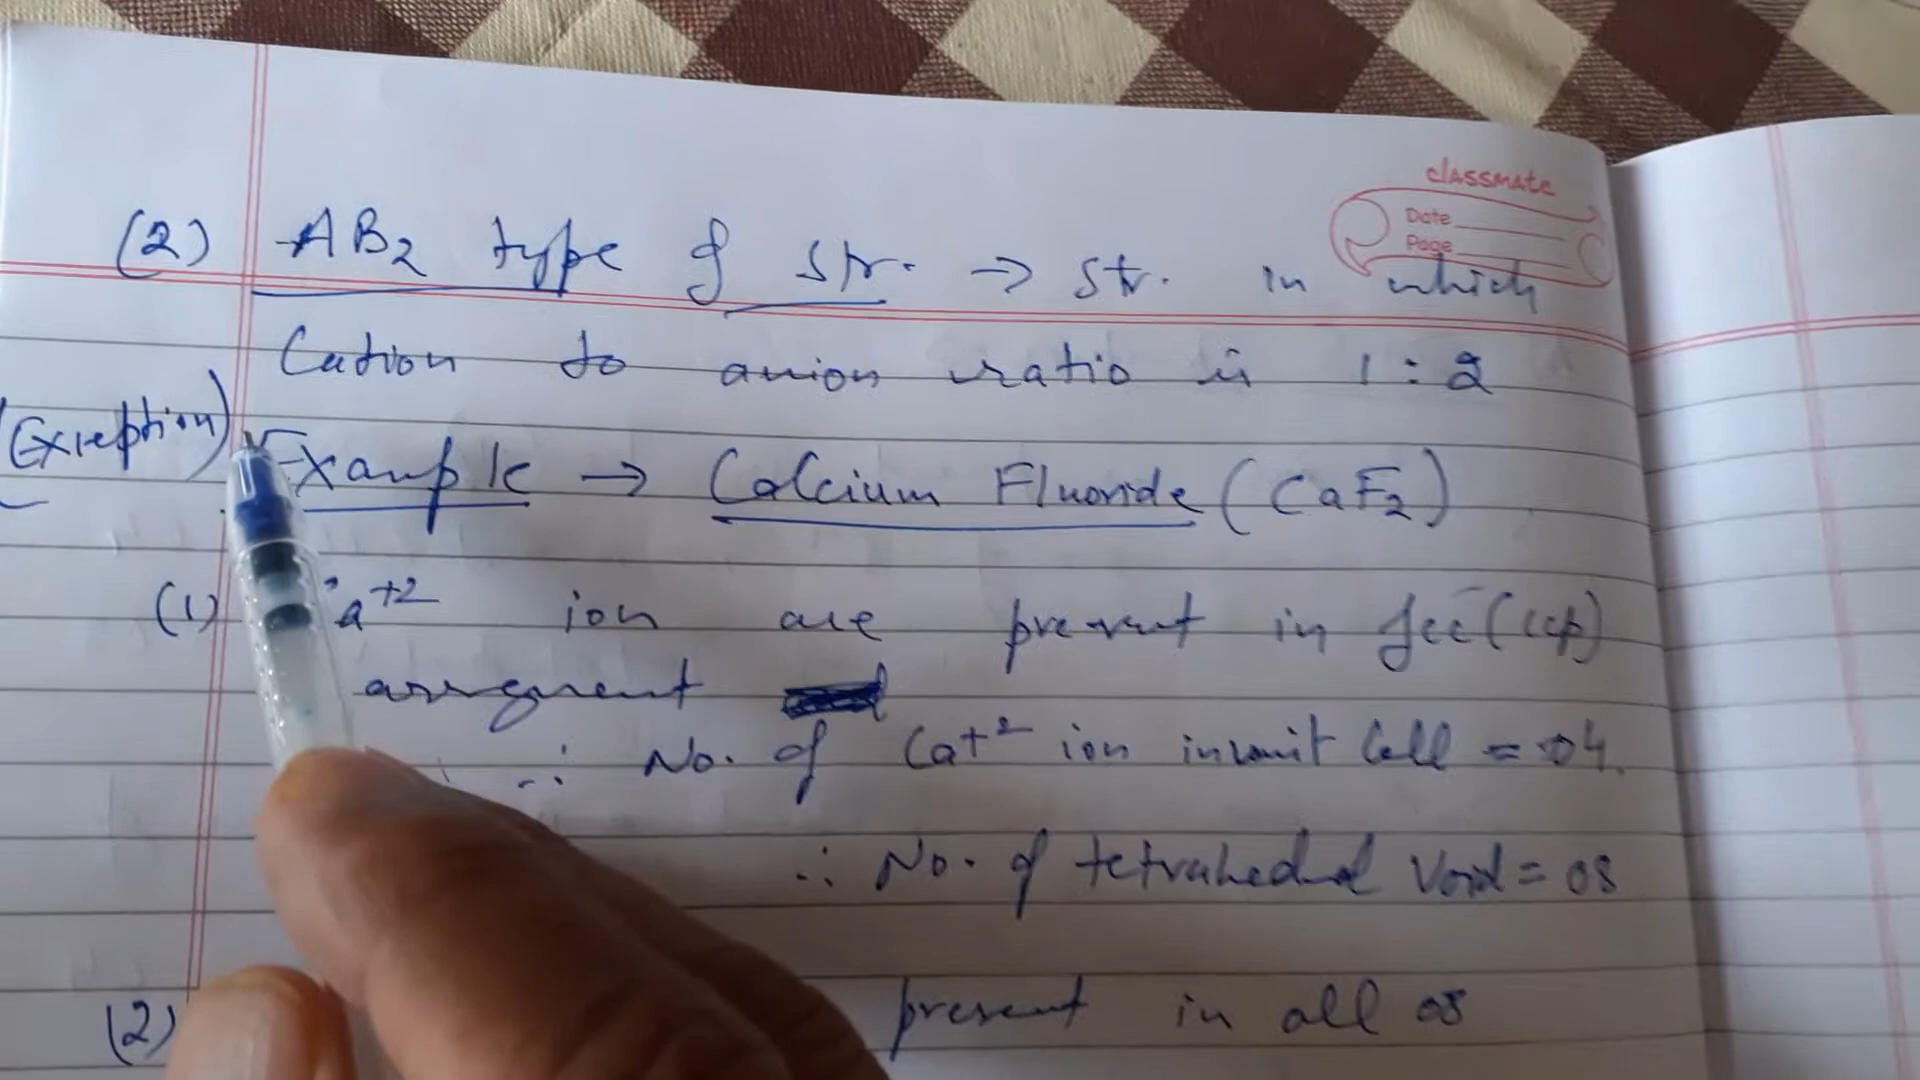 classmate
Date
Page
(2) AB2 type of str. → str. in which
Cation to anion ratio is 1 : 2
(Exception) Example → Calcium Fluoride (CaF2)
(1) a+2 ion are present in fcc (ccp)
arrgement
∴ No. of Ca+2 ion in unit Cell = 04.
∴ No. of tetrahedral Void = 08
(2) present in all 08